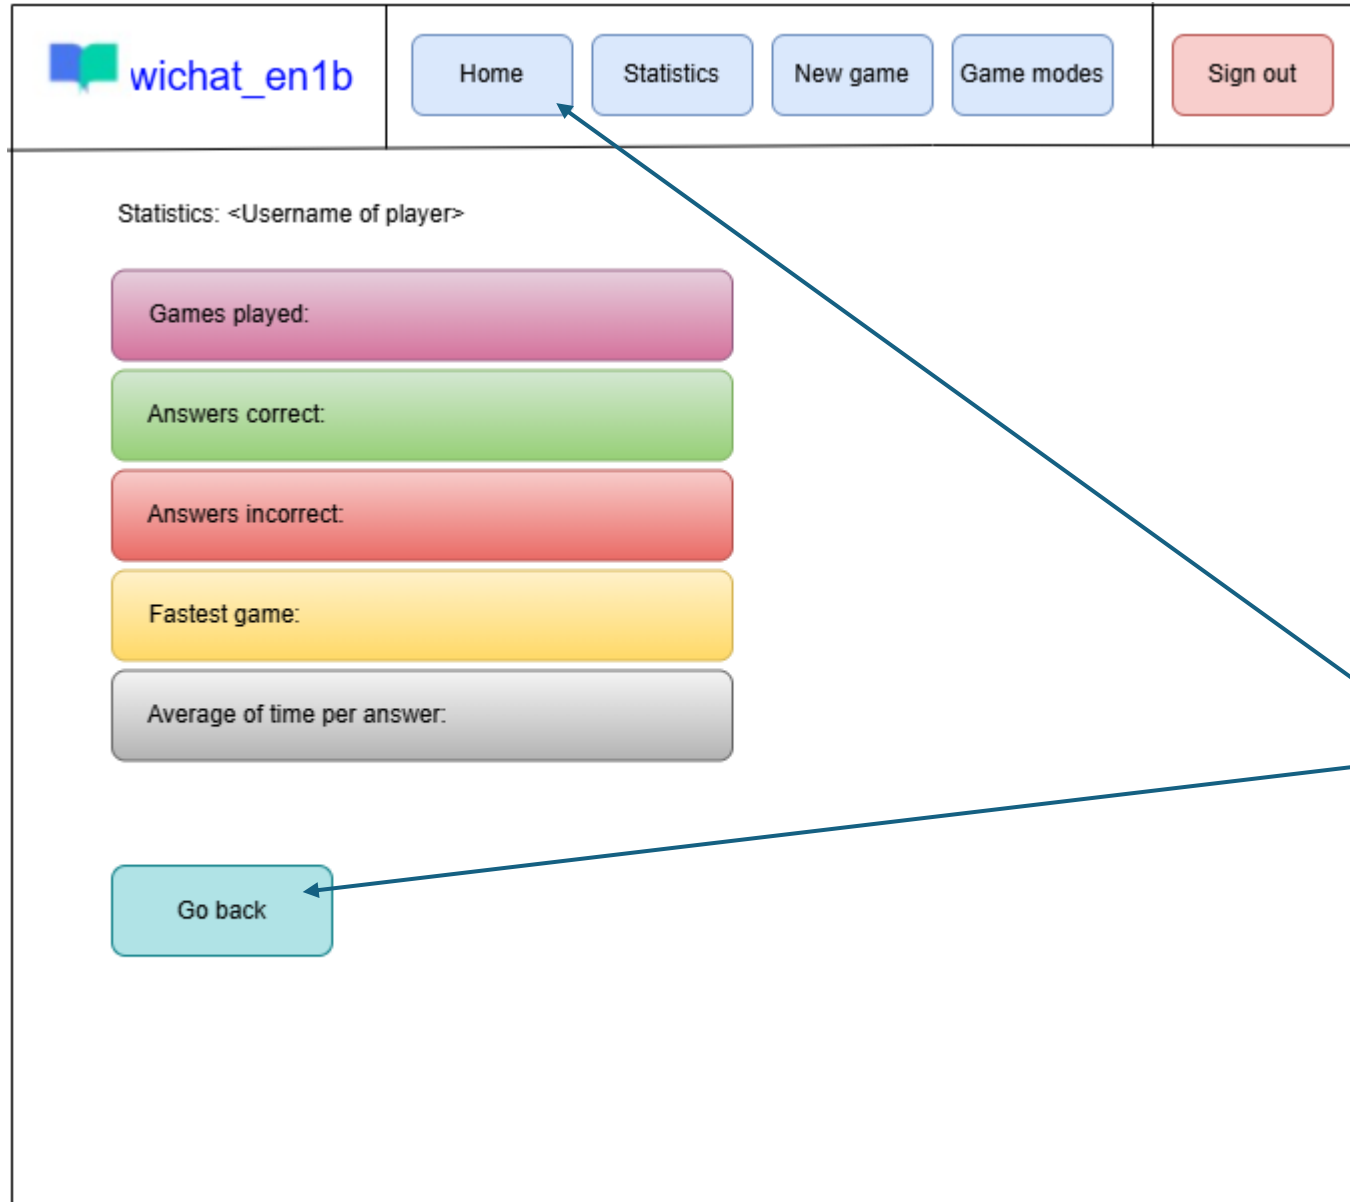 wichat_en1b
Home
Statistics
New game
Game modes
Sign out
Statistics: <Username of player>
Games played:
Answers correct:
Answers incorrect:
Fastest game:
Average of time per answer:
Go back